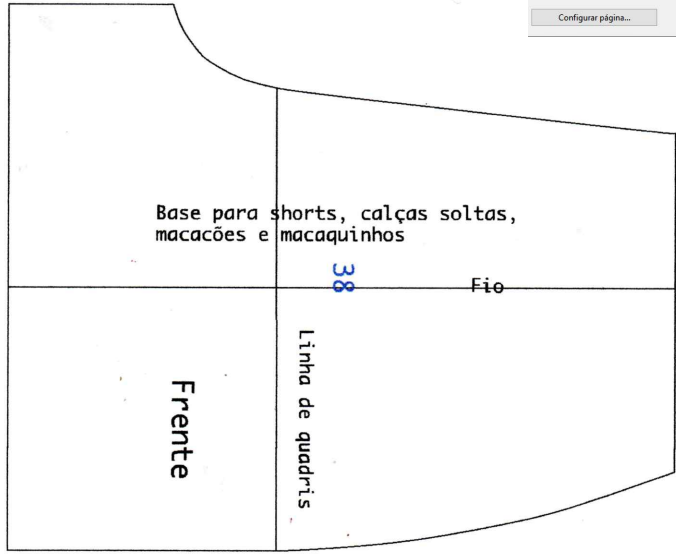 Configurar página...
Base para shorts, calças soltas,
macacões e macaquinhos
38
Fio
Linha de quadris
Frente